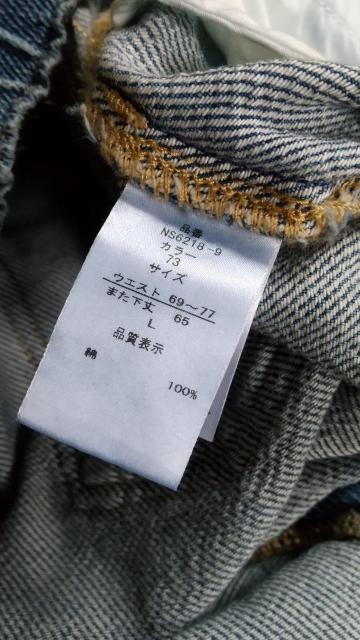 品番
NS6218-9
カラー
73
サイズ
ウエスト 69～77
また下丈 65
L
品質表示
綿 100%